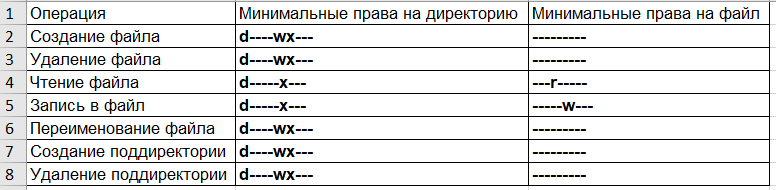 1 Операция Минимальные права на директорию Минимальные права на файл
2 Создание файла d----wx--- ---------
3 Удаление файла d----wx--- ---------
4 Чтение файла d-----x--- ---r-----
5 Запись в файл d-----x--- -----w---
6 Переименование файла d----wx--- ---------
7 Создание поддиректории d----wx--- ---------
8 Удаление поддиректории d----wx--- ---------